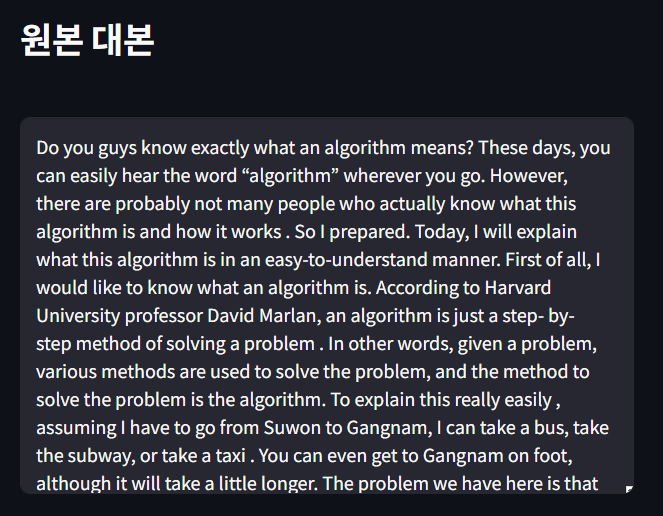 원본 대본
Do you guys know exactly what an algorithm means? These days, you
can easily hear the word “algorithm” wherever you go. However,
there are probably not many people who actually know what this
algorithm is and how it works . So I prepared. Today, I will explain
what this algorithm is in an easy-to-understand manner. First of all, I
would like to know what an algorithm is. According to Harvard
University professor David Marlan, an algorithm is just a step- by-
step method of solving a problem . In other words, given a problem,
various methods are used to solve the problem, and the method to
solve the problem is the algorithm. To explain this really easily ,
assuming I have to go from Suwon to Gangnam, I can take a bus, take
the subway, or take a taxi . You can even get to Gangnam on foot,
although it will take a little longer. The problem we have here is that